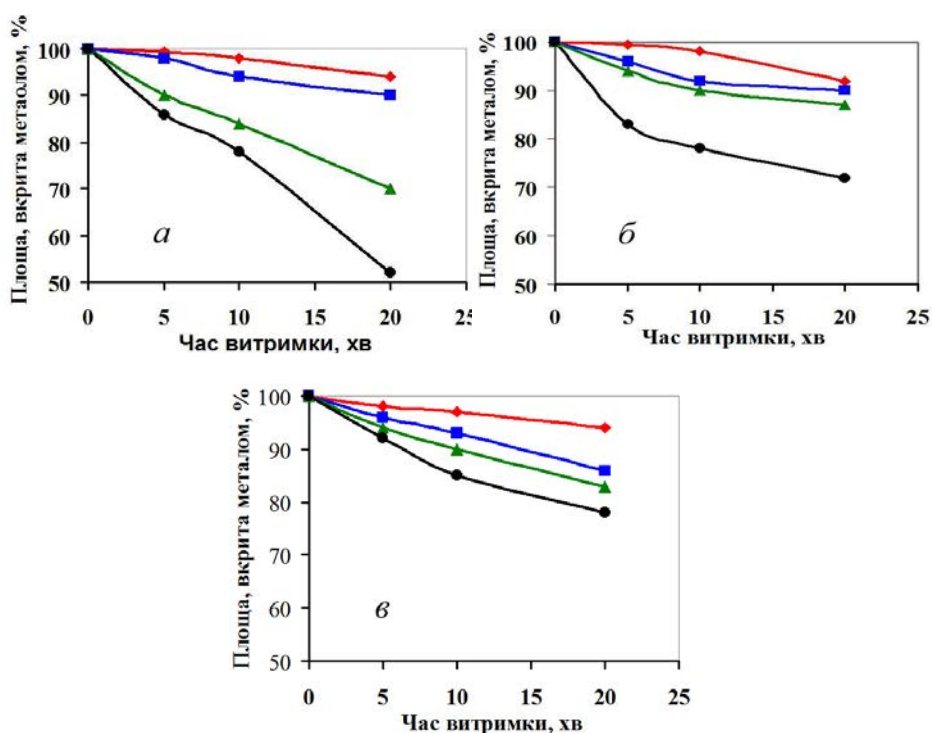 Площа, вкрита метаолом, %
100
90
80
70
60
50
а
0 5 10 15 20 25
Час витримки, хв
Площа, вкрита металом, %
100
90
80
70
60
50
б
0 5 10 15 20 25
Час витримки, хв
Площа, вкрита металом, %
100
90
80
70
60
50
в
0 5 10 15 20 25
Час витримки, хв